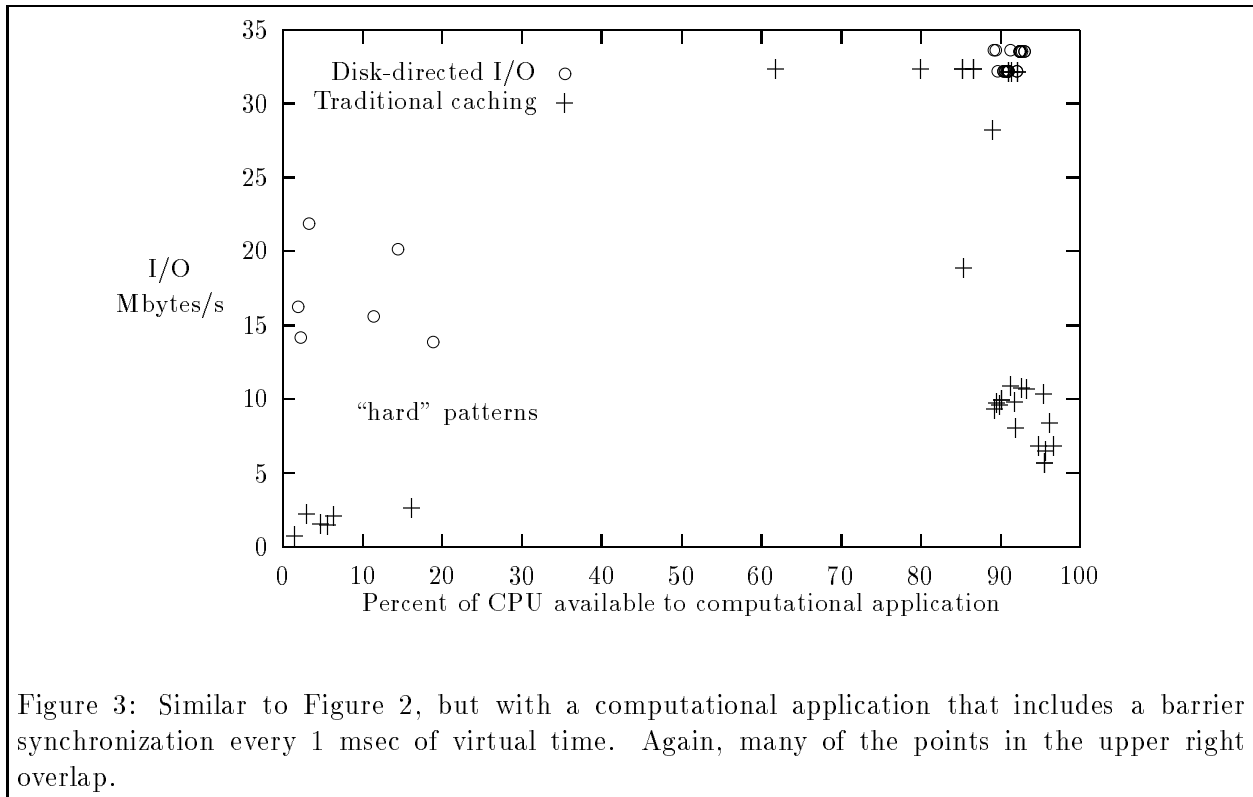 35
30
25
20
15
10
5
0
Disk-directed I/O
Traditional caching
I/O
Mbytes/s
“hard” patterns
0 10 20 30 40 50 60 70 80 90 100
Percent of CPU available to computational application
Figure 3: Similar to Figure 2, but with a computational application that includes a barrier
synchronization every 1 msec of virtual time. Again, many of the points in the upper right
overlap.